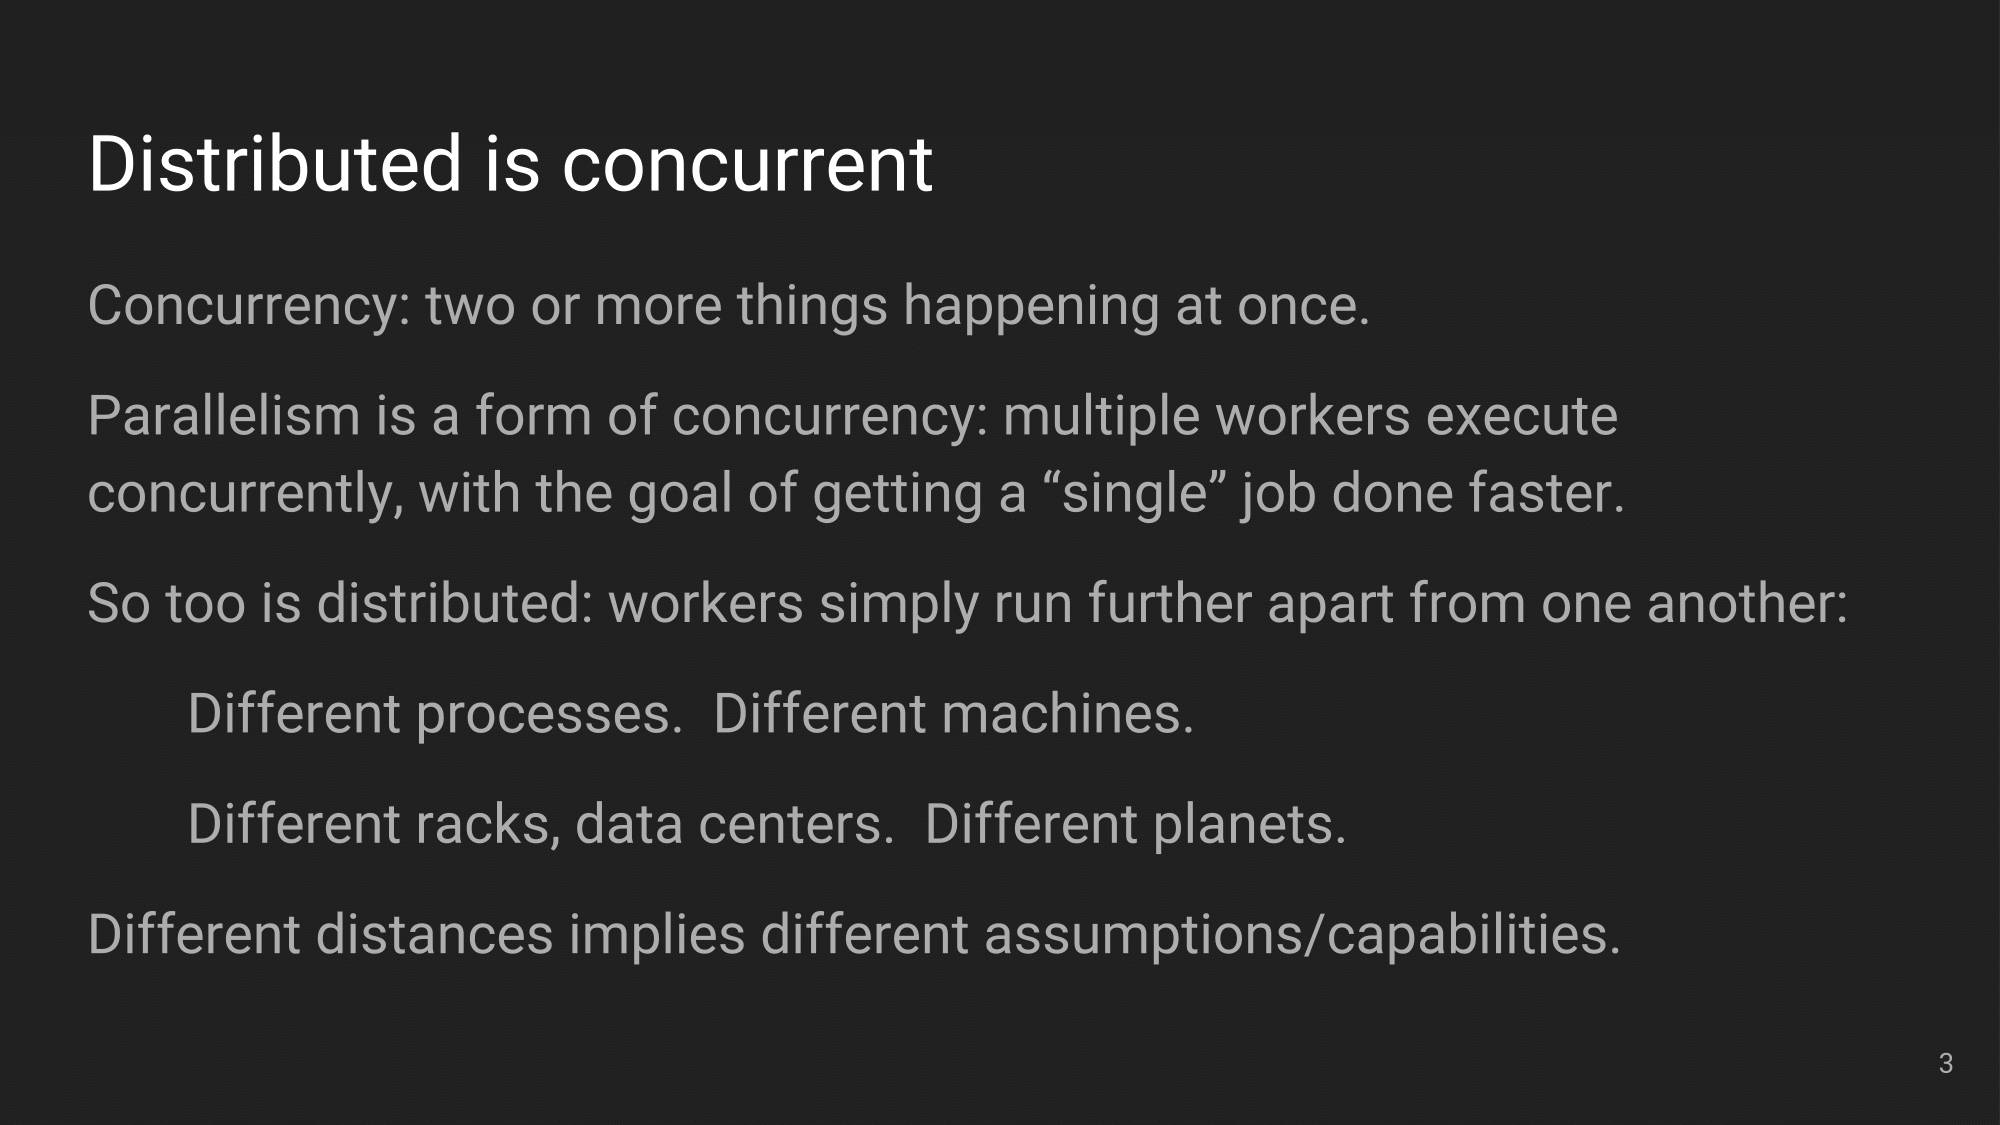 Distributed is concurrent
Concurrency: two or more things happening at once.
Parallelism is a form of concurrency: multiple workers execute
concurrently, with the goal of getting a “single” job done faster.
So too is distributed: workers simply run further apart from one another:
Different processes.  Different machines.
Different racks, data centers.  Different planets.
Different distances implies different assumptions/capabilities.
3